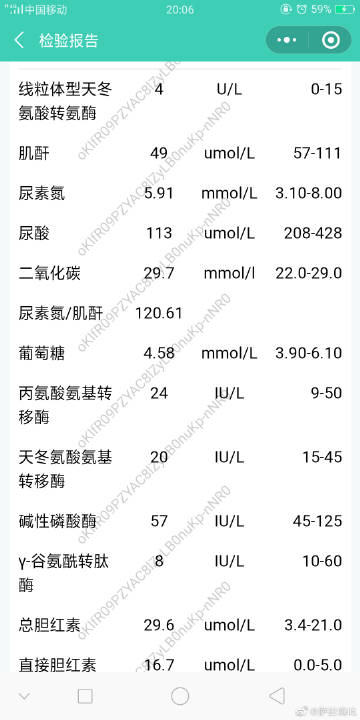 中国移动 20:06 59%
检验报告
线粒体型天冬 4 U/L 0-15
氨酸转氨酶
肌酐 49 umol/L 57-111
尿素氮 5.91 mmol/L 3.10-8.00
尿酸 113 umol/L 208-428
二氧化碳 29.7 mmol/l 22.0-29.0
尿素氮/肌酐 120.61
葡萄糖 4.58 mmol/L 3.90-6.10
丙氨酸氨基转 24 IU/L 9-50
移酶
天冬氨酸氨基 20 IU/L 15-45
转移酶
碱性磷酸酶 57 IU/L 45-125
γ-谷氨酰转肽 8 IU/L 10-60
酶
总胆红素 29.6 umol/L 3.4-21.0
直接胆红素 16.7 umol/L 0.0-5.0